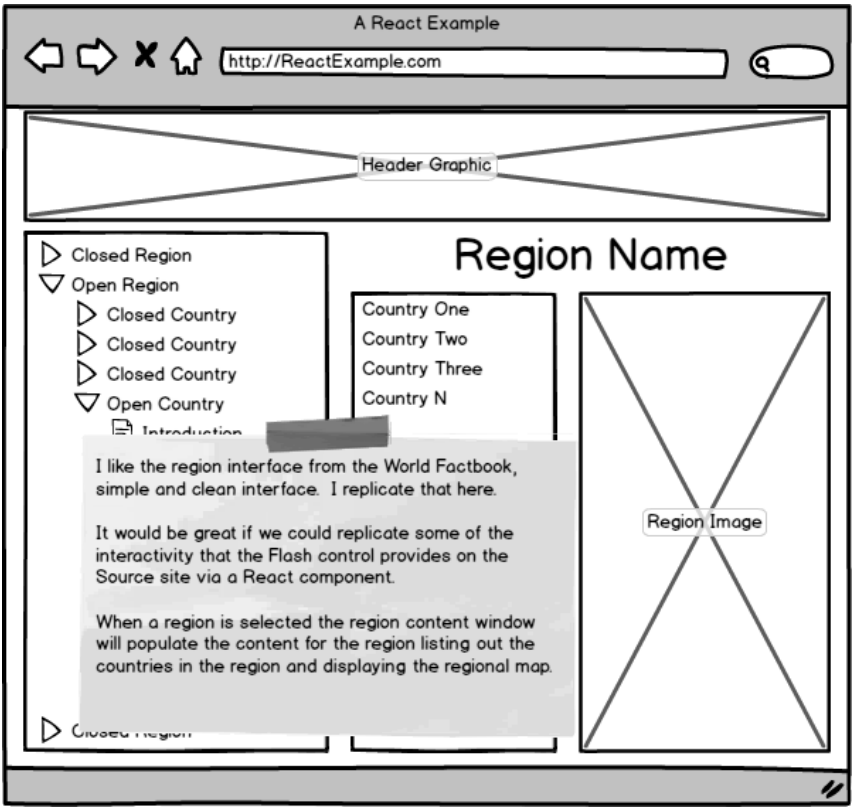 A React Example
http://ReactExample.com
Header Graphic
Closed Region
Open Region
Closed Country
Closed Country
Closed Country
Open Country
Introduction
Closed Region
Region Name
Country One
Country Two
Country Three
Country N
Region Image
I like the region interface from the World Factbook,
simple and clean interface. I replicate that here.
It would be great if we could replicate some of the
interactivity that the Flash control provides on the
Source site via a React component.
When a region is selected the region content window
will populate the content for the region listing out the
countries in the region and displaying the regional map.